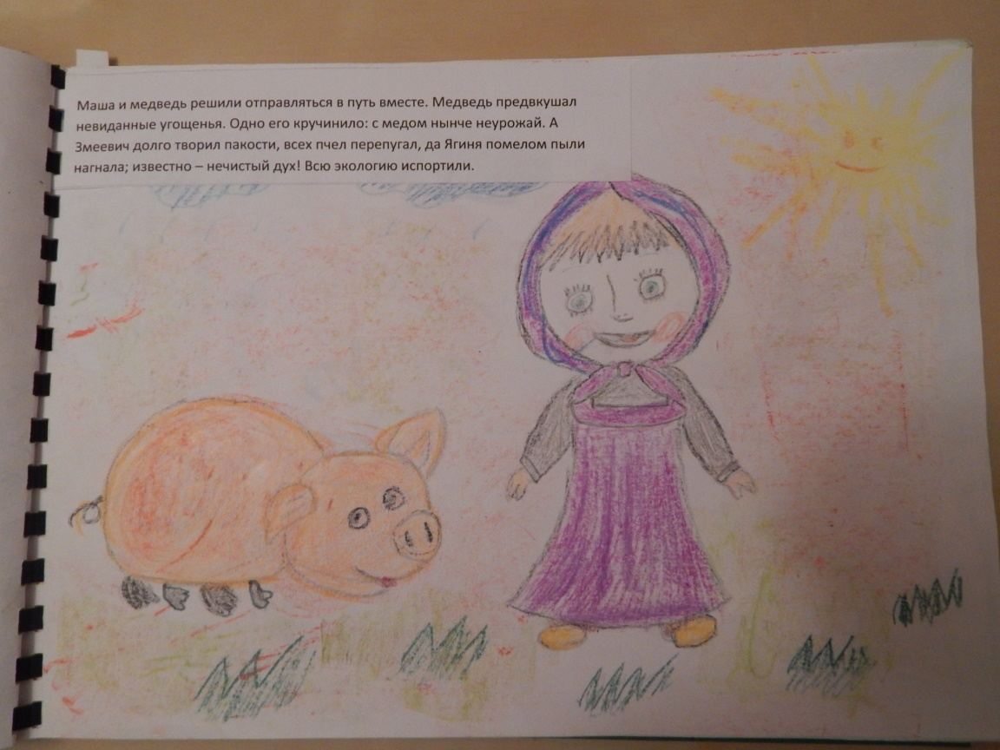 Маша и медведь решили отправляться в путь вместе. Медведь предвкушал
невиданные угощенья. Одно его кручинило: с медом нынче неурожай. А
Змеевич долго творил пакости, всех пчел перепугал, да Ягиня помелом пыли
нагнала; известно – нечистый дух! Всю экологию испортили.